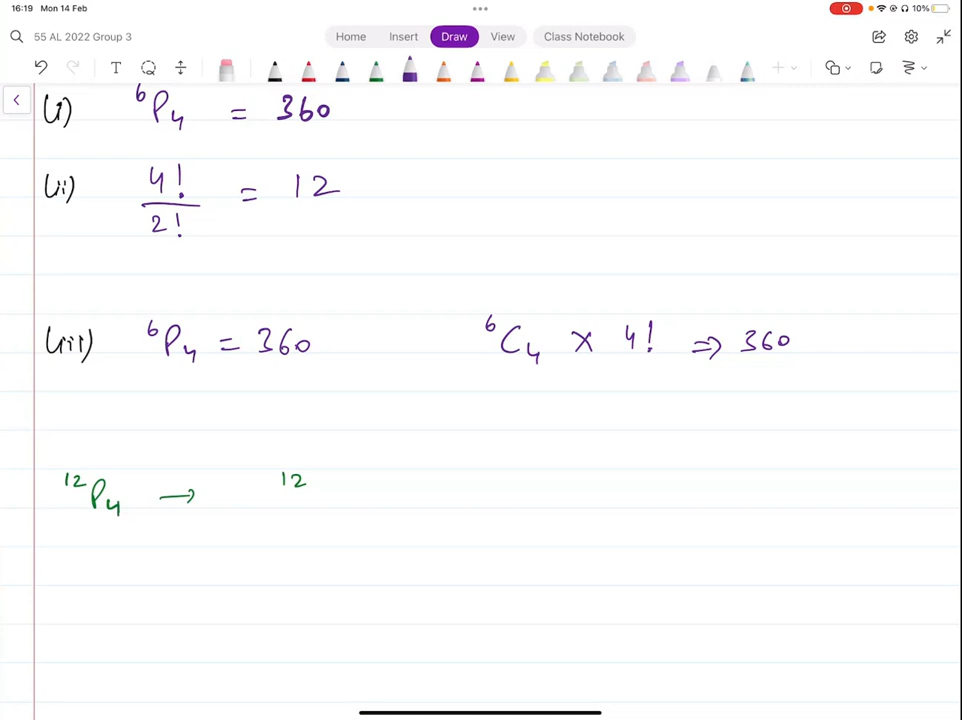 16:19 Mon 14 Feb
10%
55 AL 2022 Group 3
Home Insert Draw View Class Notebook
(i) ⁶P₄ = 360
(ii) 4!/2! = 12
(iii) ⁶P₄ = 360 ⁶C₄ × 4! ⇒ 360
¹²P₄ → 12